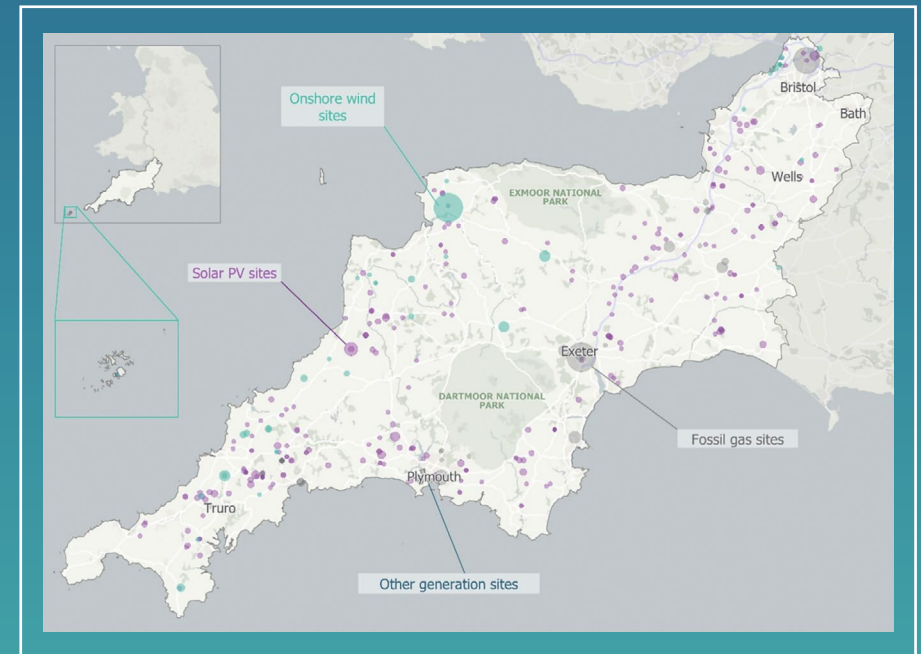 Bristol
Onshore wind
sites
Bath
Wells
EXMOOR NATIONAL
PARK
Solar PV sites
Exeter
DARTMOOR NATIONAL
PARK
Fossil gas sites
Plymouth
Truro
Other generation sites